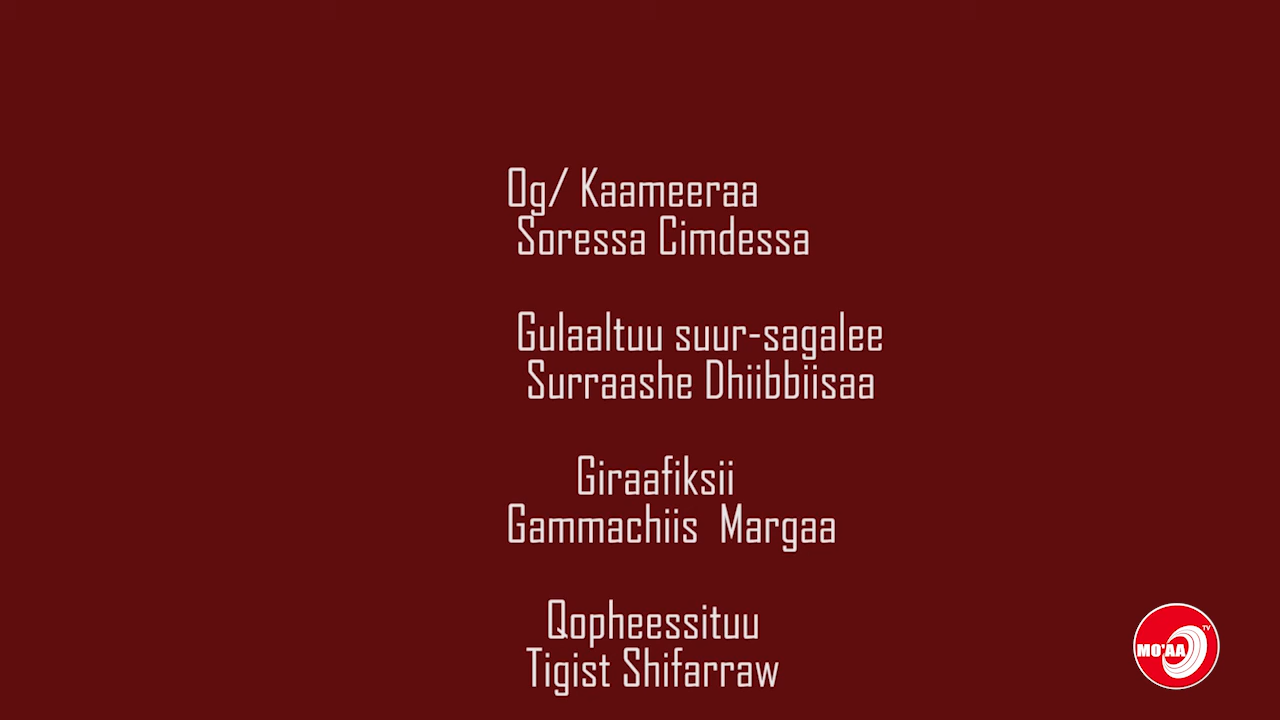 Og/ Kaameeraa
Soressa Cimdessa
Gulaaltuu suur-sagalee
Surraashe Dhiibbiisaa
Giraafiksii
Gammachiis Margaa
Qopheessituu
Tigist Shifarraw
MO'AA TV